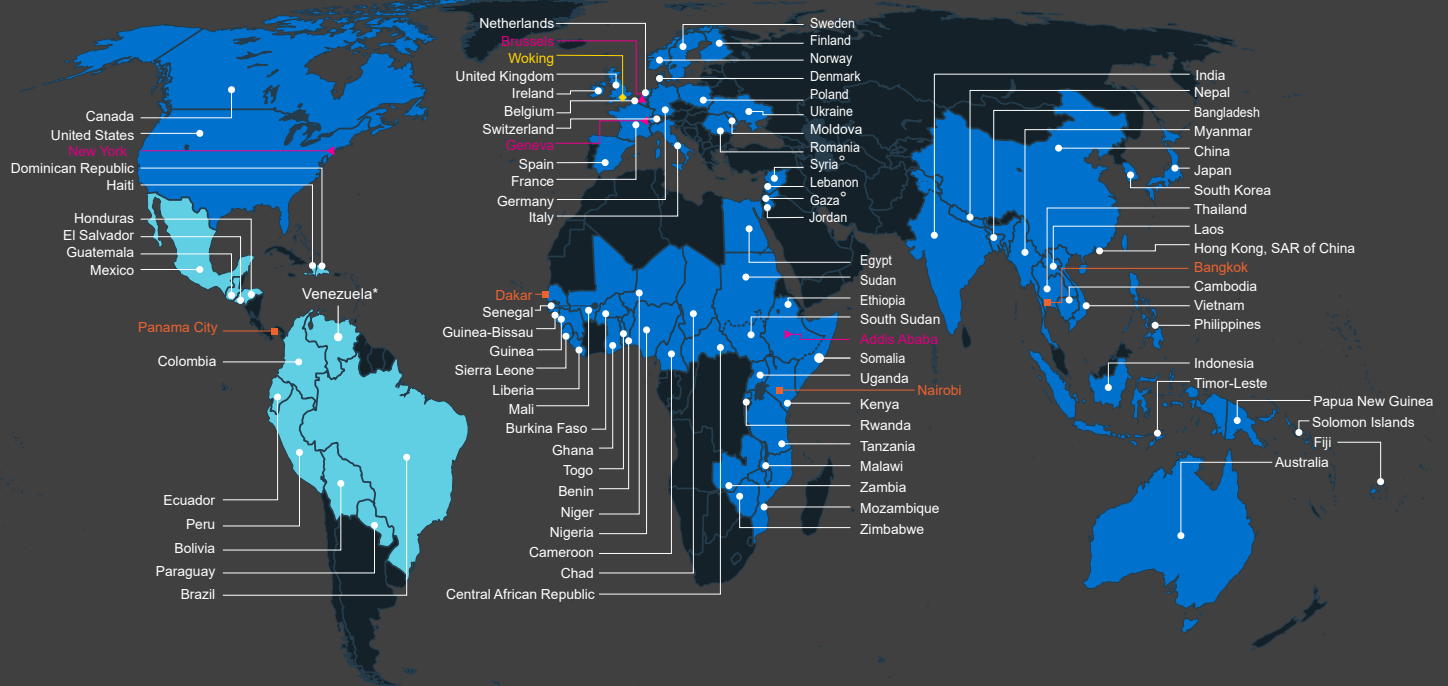 Canada
United States
New York
Dominican Republic
Haiti
Honduras
El Salvador
Guatemala
Mexico
Venezuela*
Panama City
Colombia
Ecuador
Peru
Bolivia
Paraguay
Brazil
Netherlands
Brussels
Woking
United Kingdom
Ireland
Belgium
Switzerland
Geneva
Spain
France
Germany
Italy
Sweden
Finland
Norway
Denmark
Poland
Ukraine
Moldova
Romania
Syria°
Lebanon
Gaza°
Jordan
Dakar
Senegal
Guinea-Bissau
Guinea
Sierra Leone
Liberia
Mali
Burkina Faso
Ghana
Togo
Benin
Niger
Nigeria
Cameroon
Chad
Central African Republic
Egypt
Sudan
Ethiopia
South Sudan
Addis Ababa
Somalia
Uganda
Nairobi
Kenya
Rwanda
Tanzania
Malawi
Zambia
Mozambique
Zimbabwe
India
Nepal
Bangladesh
Myanmar
China
Japan
South Korea
Thailand
Laos
Hong Kong, SAR of China
Bangkok
Cambodia
Vietnam
Philippines
Indonesia
Timor-Leste
Papua New Guinea
Solomon Islands
Fiji
Australia